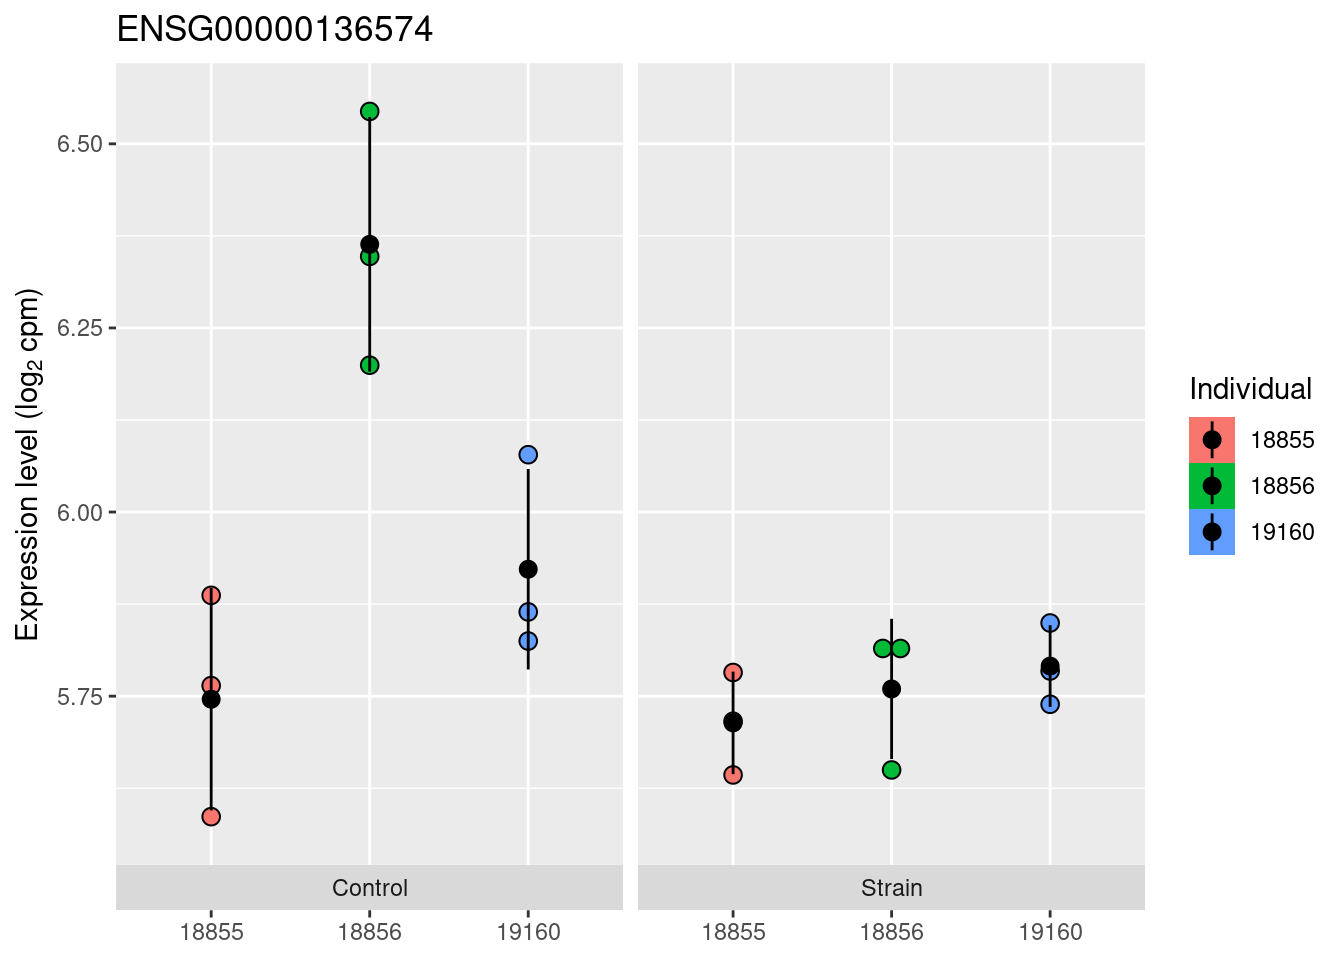 ENSG00000136574
Expression level (log₂ cpm)
6.50
6.25
6.00
5.75
Control
Strain
18855
18856
19160
18855
18856
19160
Individual
18855
18856
19160